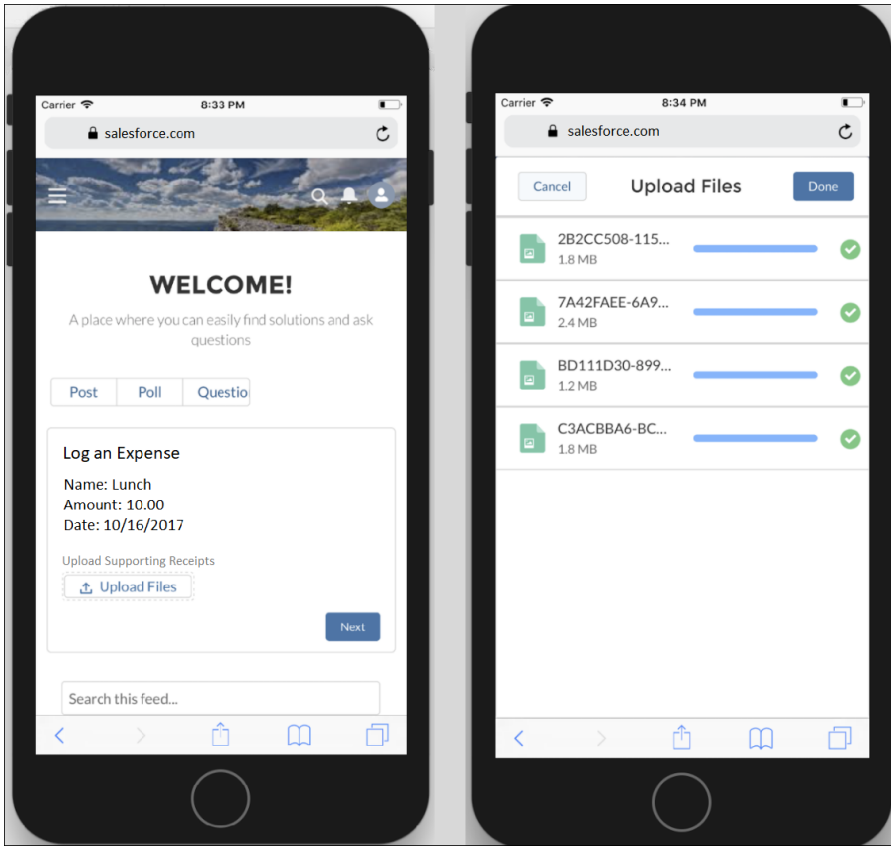 Carrier 8:33 PM
salesforce.com
WELCOME!
A place where you can easily find solutions and ask
questions
Post Poll Questio
Log an Expense
Name: Lunch
Amount: 10.00
Date: 10/16/2017
Upload Supporting Receipts
Upload Files
Next
Search this feed...
Carrier 8:34 PM
salesforce.com
Cancel Upload Files Done
2B2CC508-115...
1.8 MB
7A42FAEE-6A9...
2.4 MB
BD111D30-899...
1.2 MB
C3ACBBA6-BC...
1.8 MB